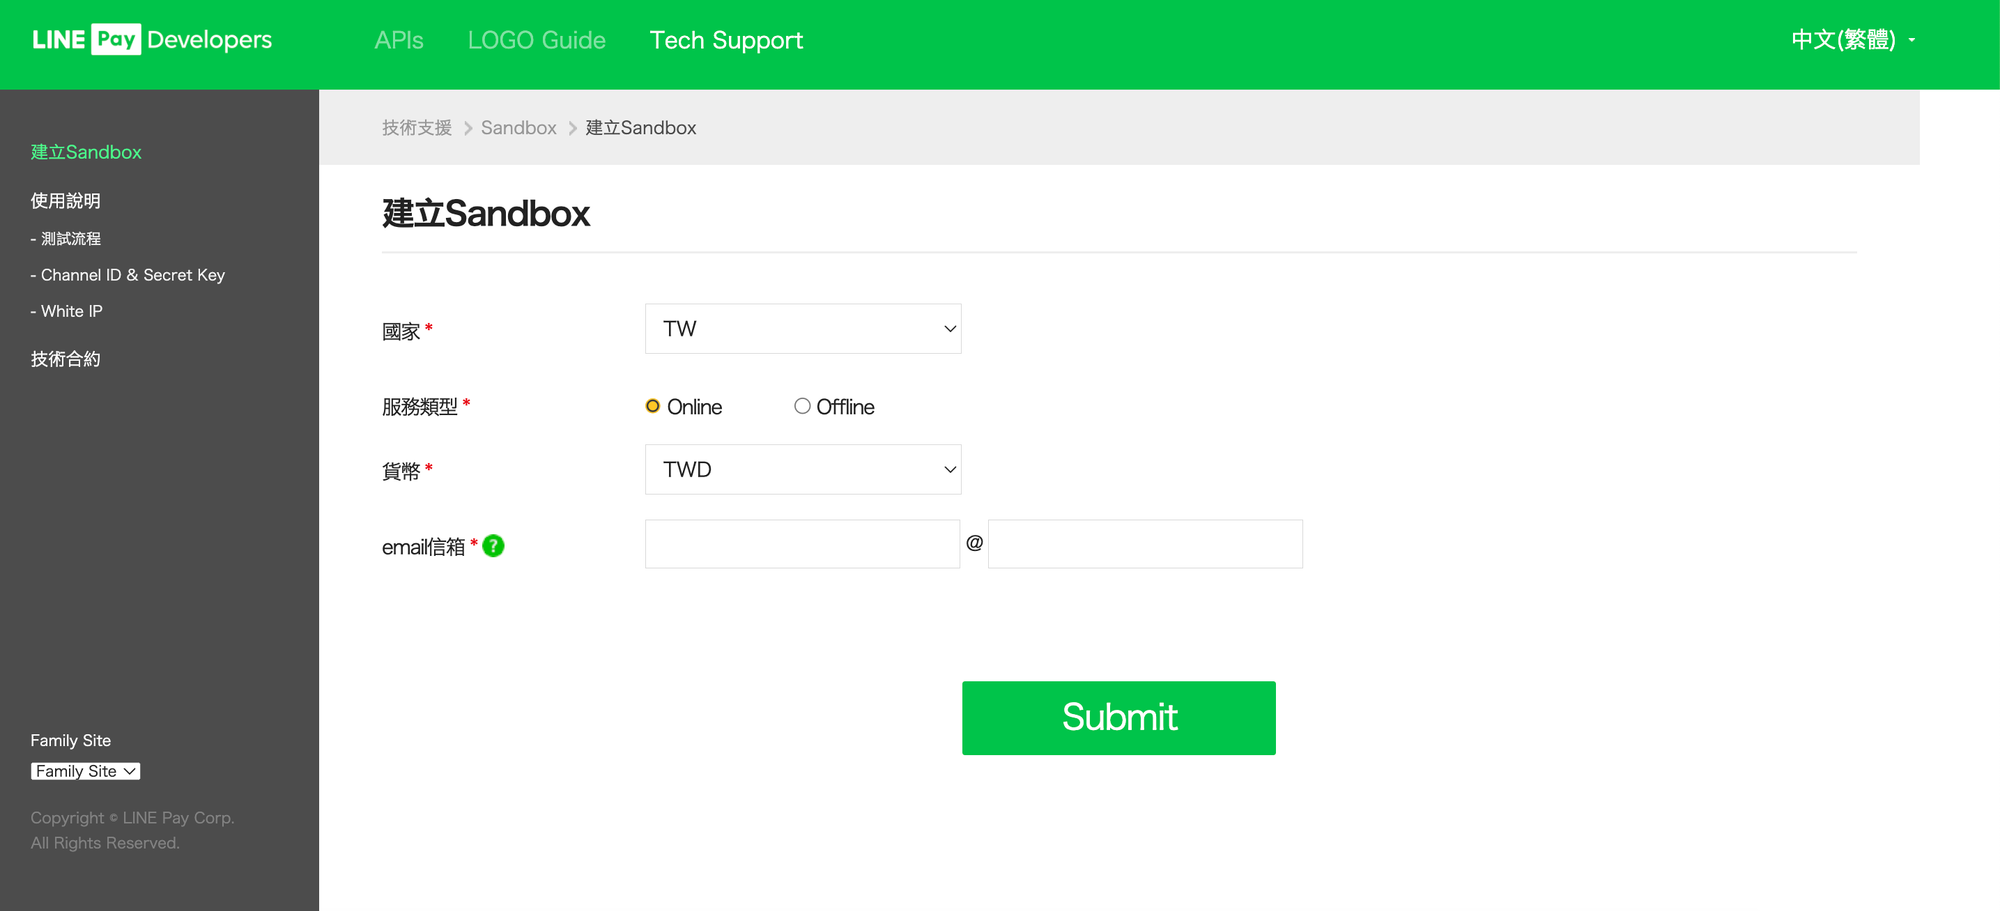 LINE Pay Developers
APIs
LOGO Guide
Tech Support
中文(繁體)
建立Sandbox
使用說明
- 測試流程
- Channel ID & Secret Key
- White IP
技術合約
Family Site
Family Site
Copyright © LINE Pay Corp.
All Rights Reserved.
技術支援 > Sandbox > 建立Sandbox
建立Sandbox
國家 * TW
服務類型 * Online Offline
貨幣 * TWD
email信箱 * ? @
Submit